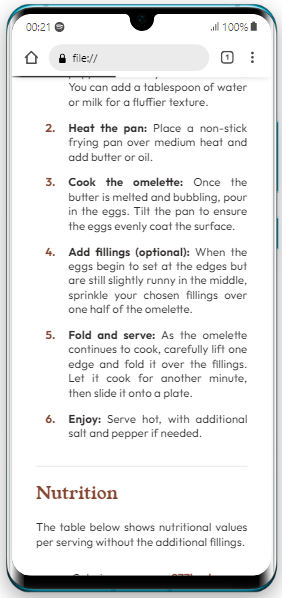 00:21 100%
file://
1
You can add a tablespoon of water
or milk for a fluffier texture.
2. Heat the pan: Place a non-stick
frying pan over medium heat and
add butter or oil.
3. Cook the omelette: Once the
butter is melted and bubbling, pour
in the eggs. Tilt the pan to ensure
the eggs evenly coat the surface.
4. Add fillings (optional): When the
eggs begin to set at the edges but
are still slightly runny in the middle,
sprinkle your chosen fillings over
one half of the omelette.
5. Fold and serve: As the omelette
continues to cook, carefully lift one
edge and fold it over the fillings.
Let it cook for another minute,
then slide it onto a plate.
6. Enjoy: Serve hot, with additional
salt and pepper if needed.
Nutrition
The table below shows nutritional values
per serving without the additional fillings.